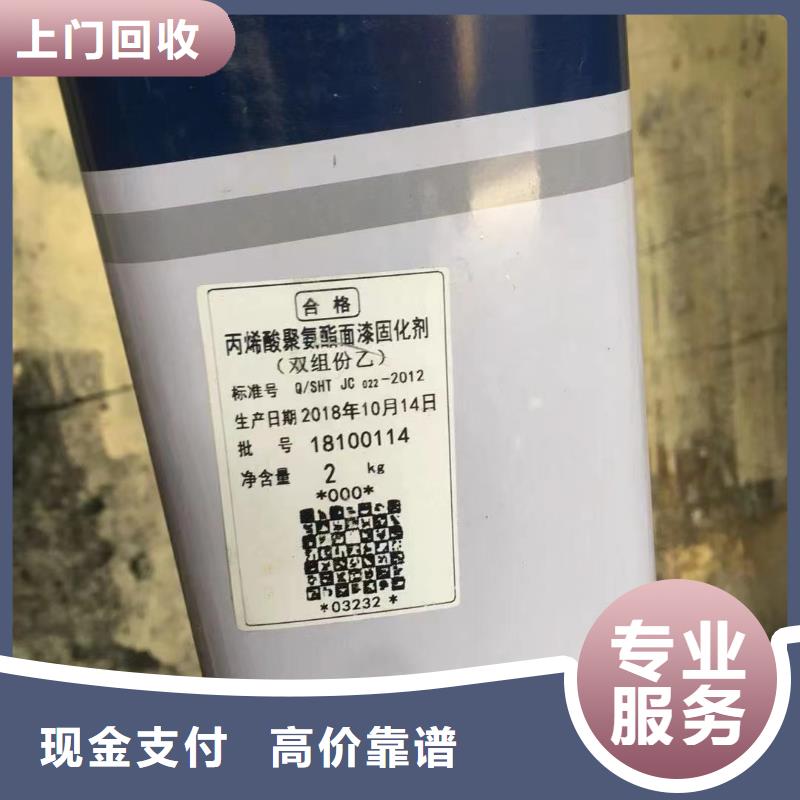 上门回收
合格
丙烯酸聚氨酯面漆固化剂
(双组份乙)
标准号 Q/SHT JC 022-2012
生产日期 2018年10月14日
批号 18100114
净含量 2 kg
*000*
*03232*
专业
服务
现金支付 高价靠谱